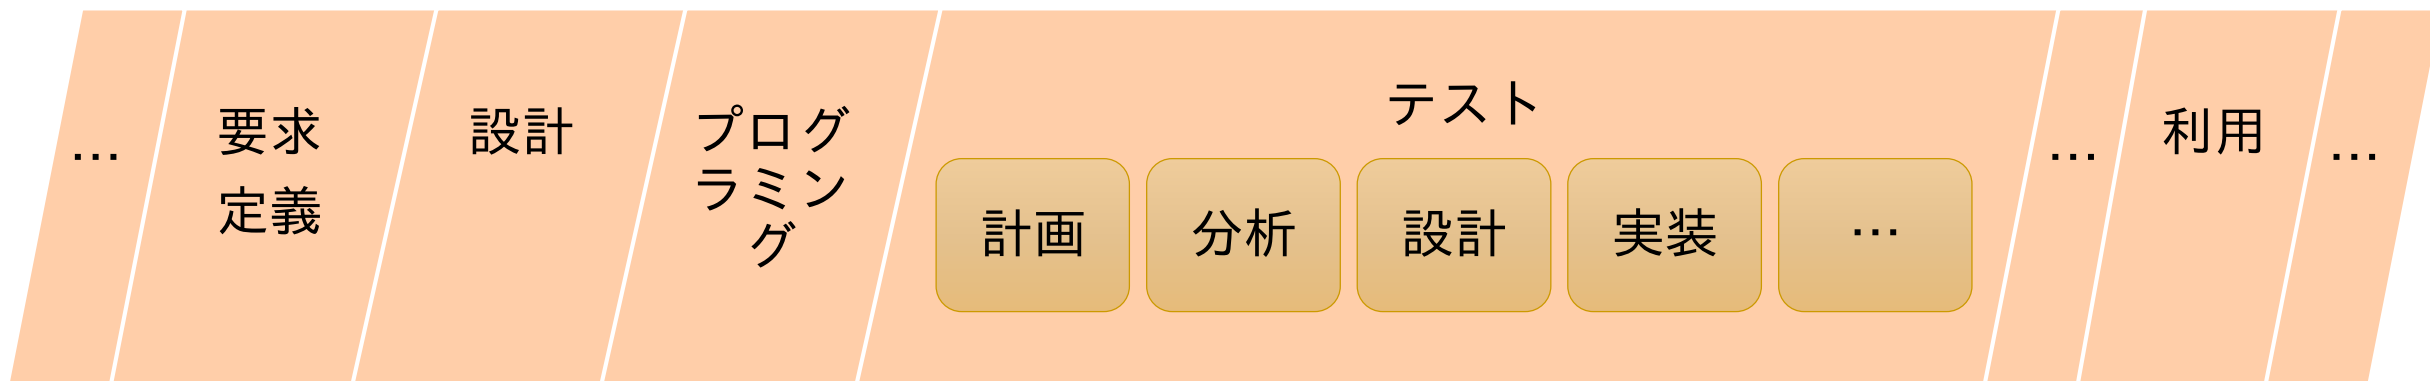 …
要求
定義
設計
プログ
ラミン
グ
テスト
計画
分析
設計
実装
…
…
利用
…